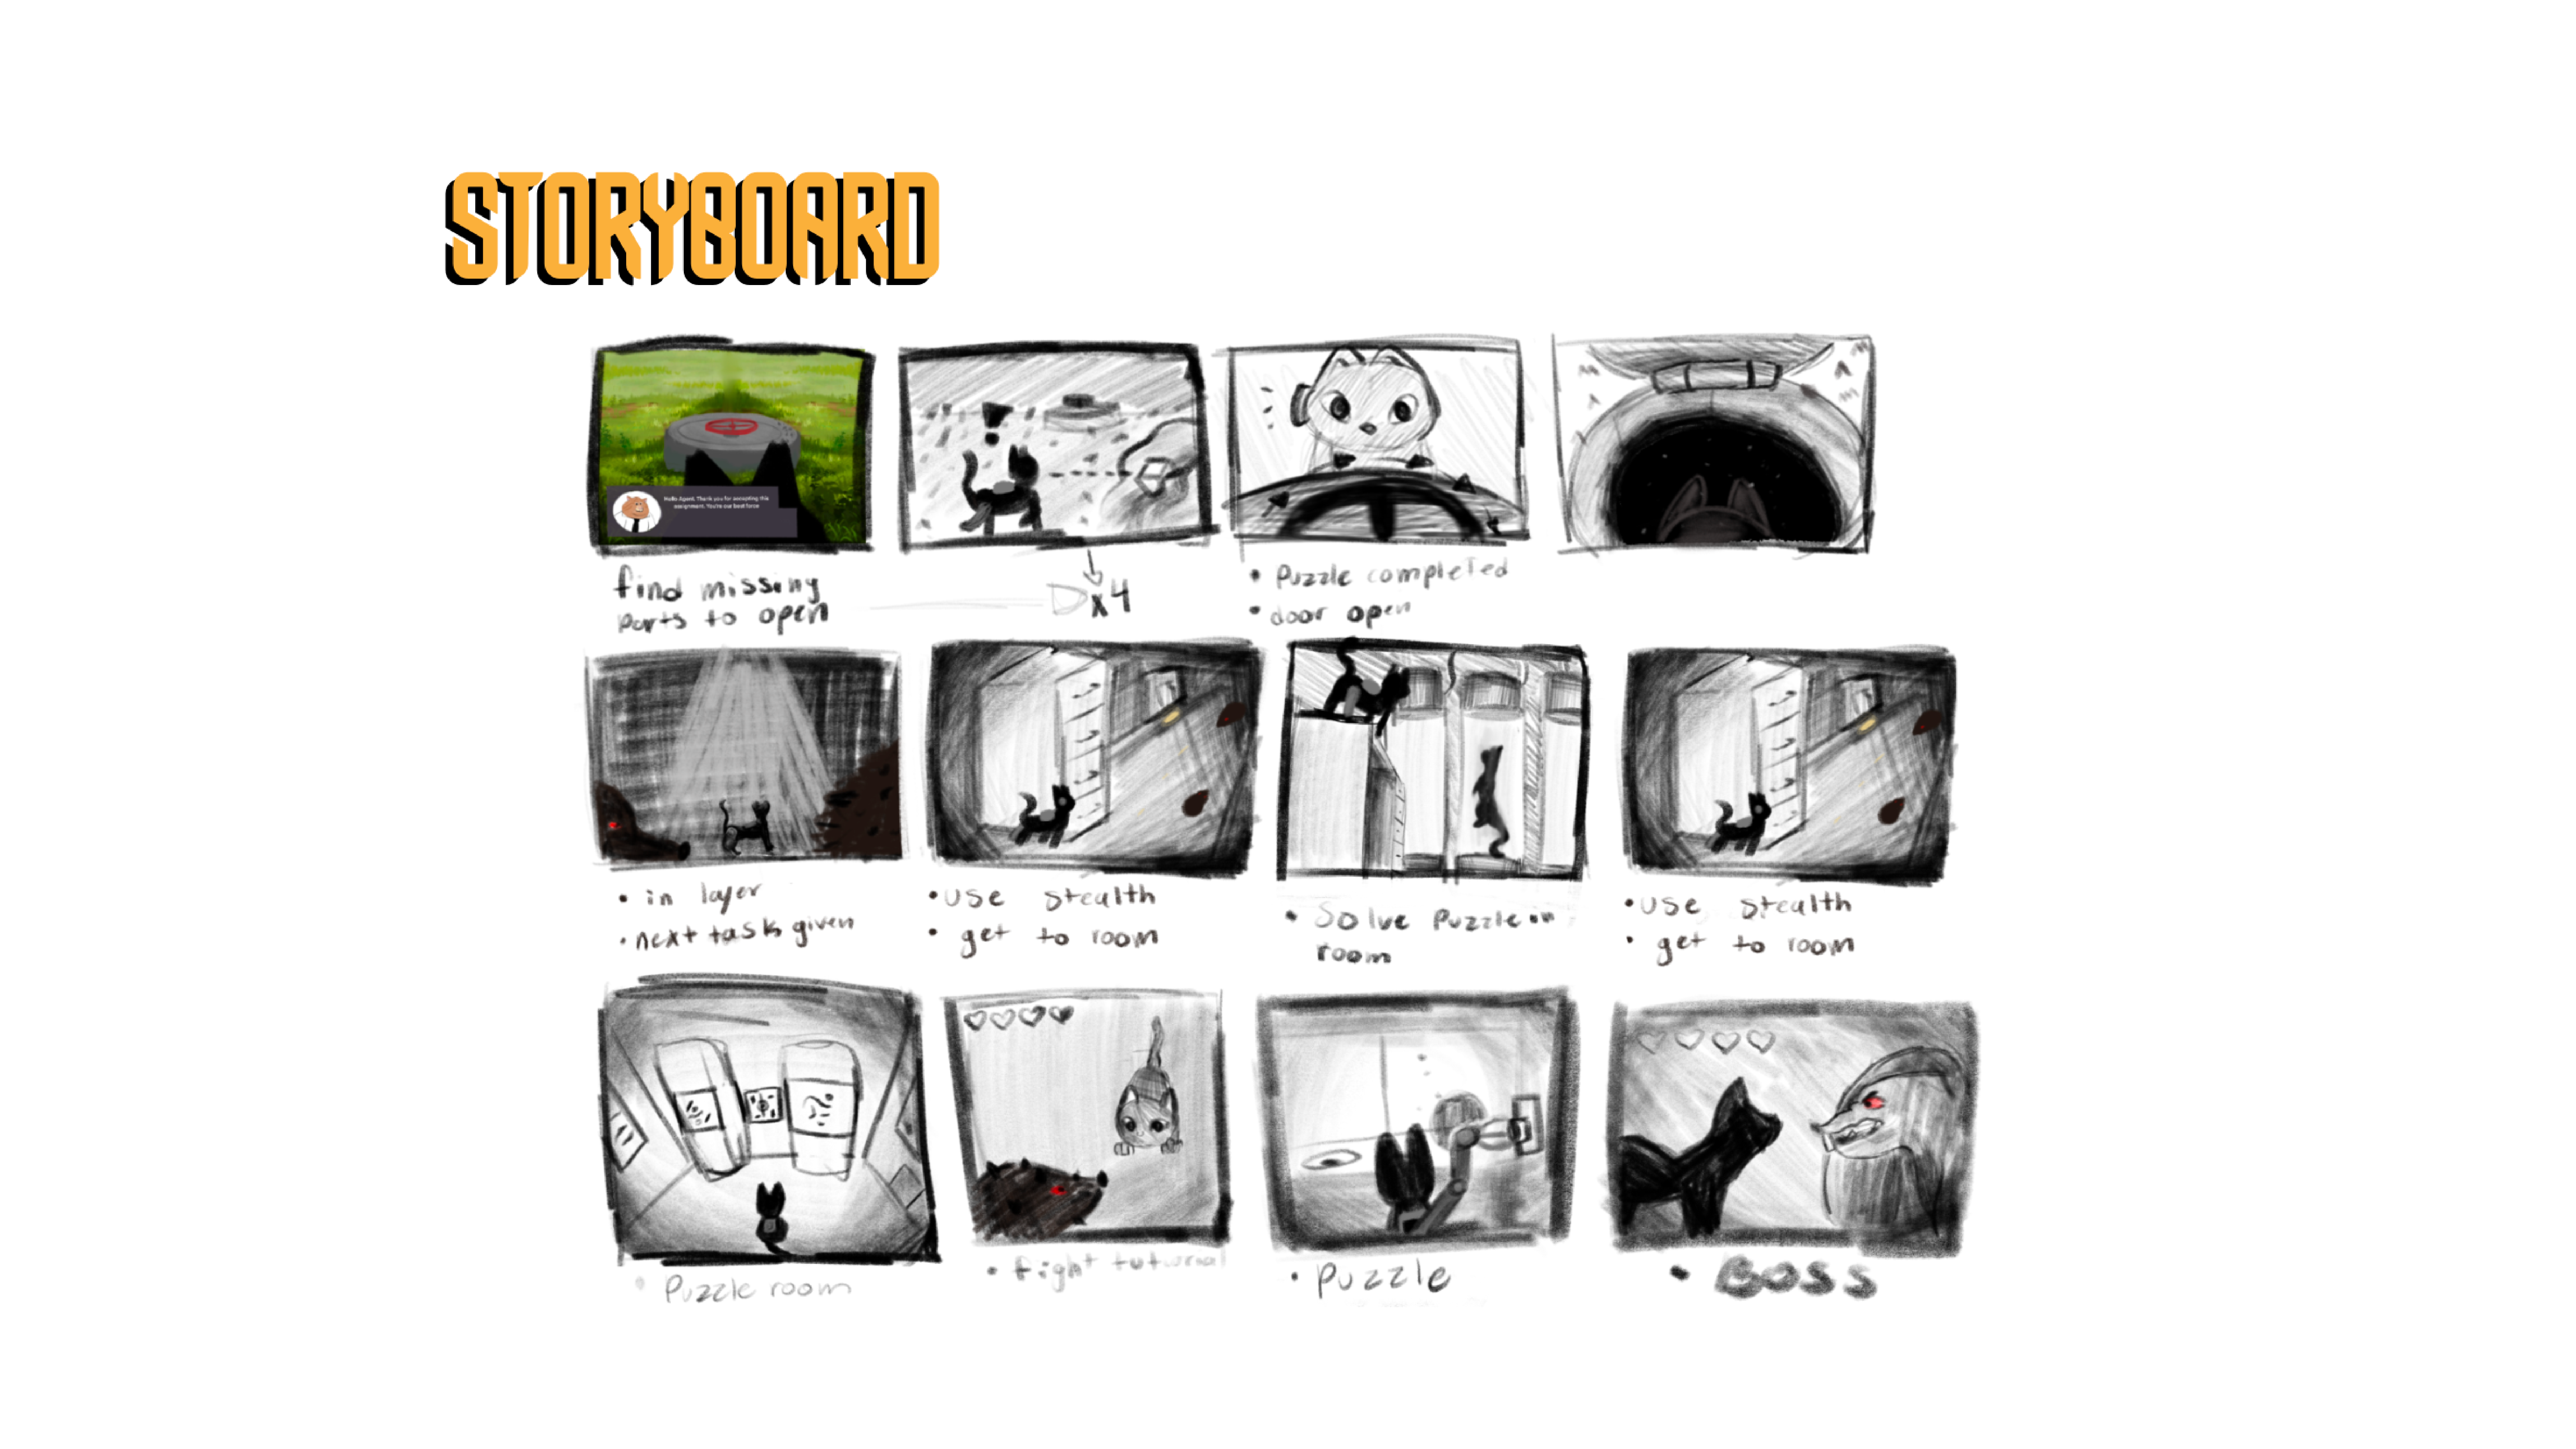 STORYBOARD
Hello Agent, Thank you for accepting this
assignment. You're our best force
find missing
parts to open
x4
• Puzzle completed
• door open
• in layer
• next task given
• use stealth
• get to room
• Solve Puzzle in
room
• use stealth
• get to room
• Puzzle room
• fight tuturial
• Puzzle
• Boss